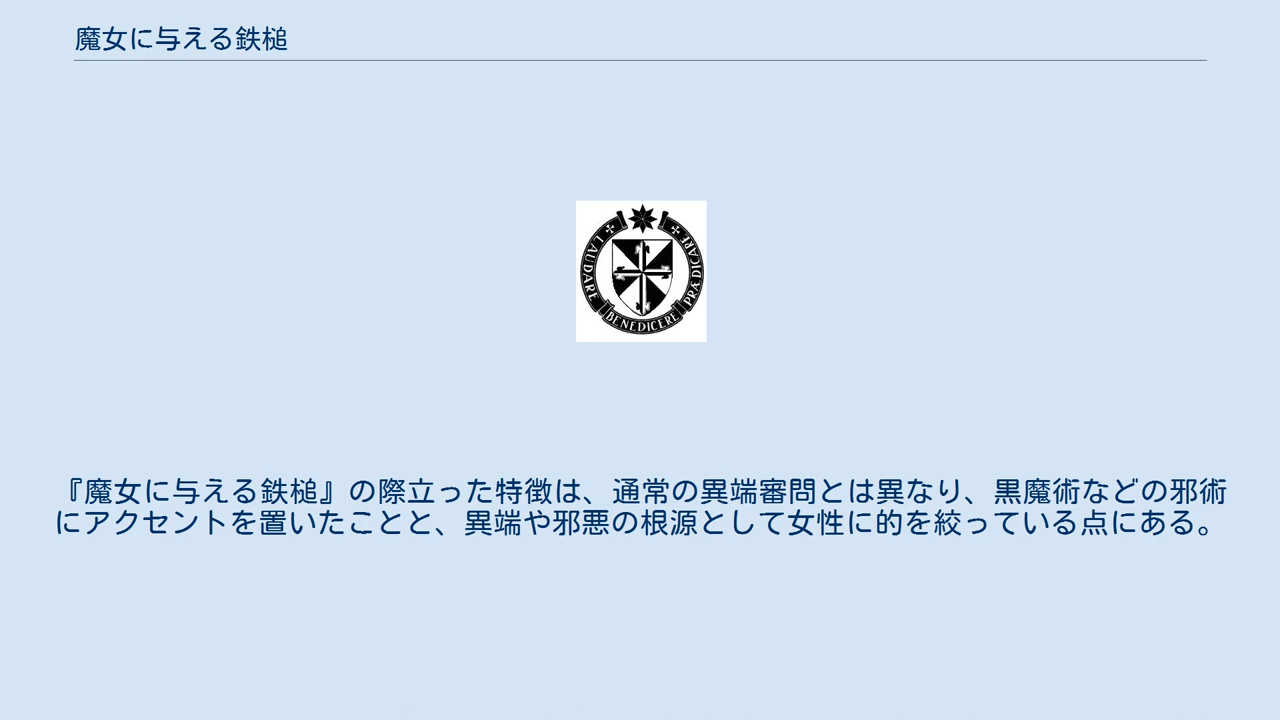 魔女に与える鉄槌
LAUDARE
BENEDICERE
PRÆDICARE
『魔女に与える鉄槌』の際立った特徴は、通常の異端審問とは異なり、黒魔術などの邪術
にアクセントを置いたことと、異端や邪悪の根源として女性に的を絞っている点にある。